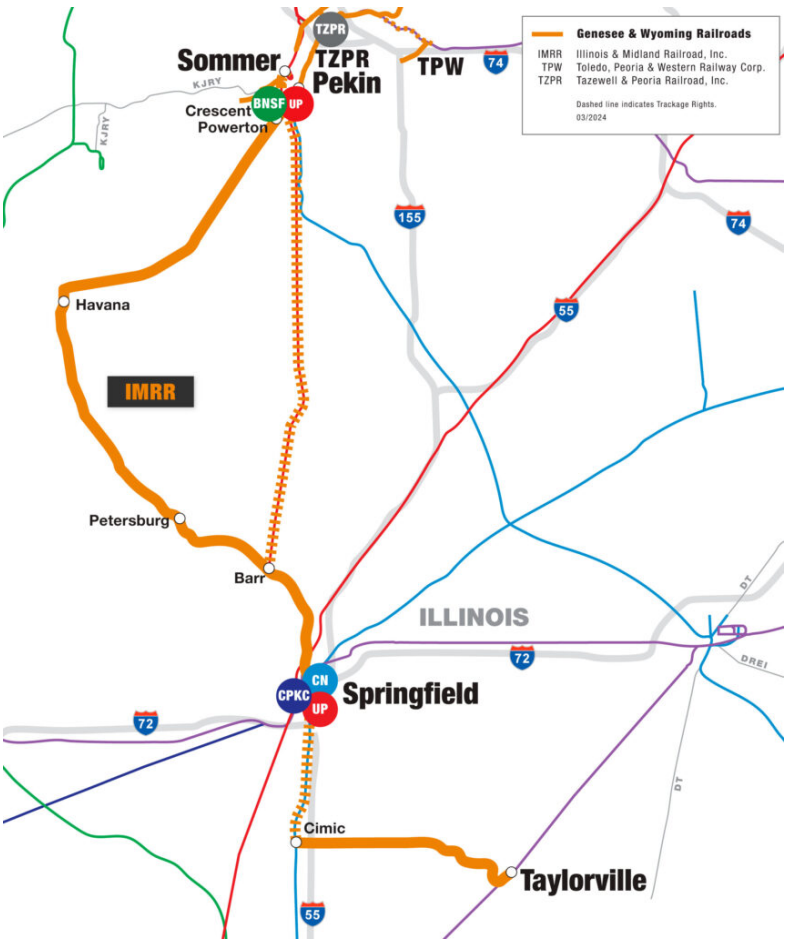 TZPR
Sommer
TZPR
Pekin
TPW
74
Genesee & Wyoming Railroads
IMRR Illinois & Midland Railroad, Inc.
TPW Toledo, Peoria & Western Railway Corp.
TZPR Tazewell & Peoria Railroad, Inc.
Dashed line indicates Trackage Rights.
03/2024
KJRY
KJRY
BNSF
UP
Crescent
Powerton
155
74
Havana
55
IMRR
Petersburg
Barr
ILLINOIS
DT
DREI
72
CN
CPKC
UP
Springfield
72
DT
Cimic
Taylorville
55